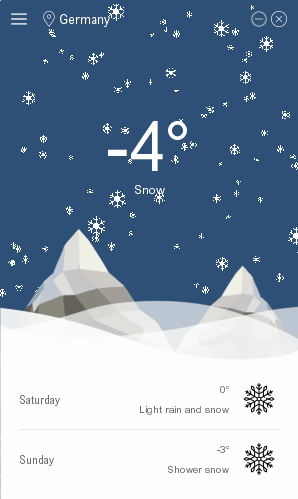 Germany
-4°
Snow
0°
Saturday
Light rain and snow
-3°
Sunday
Shower snow